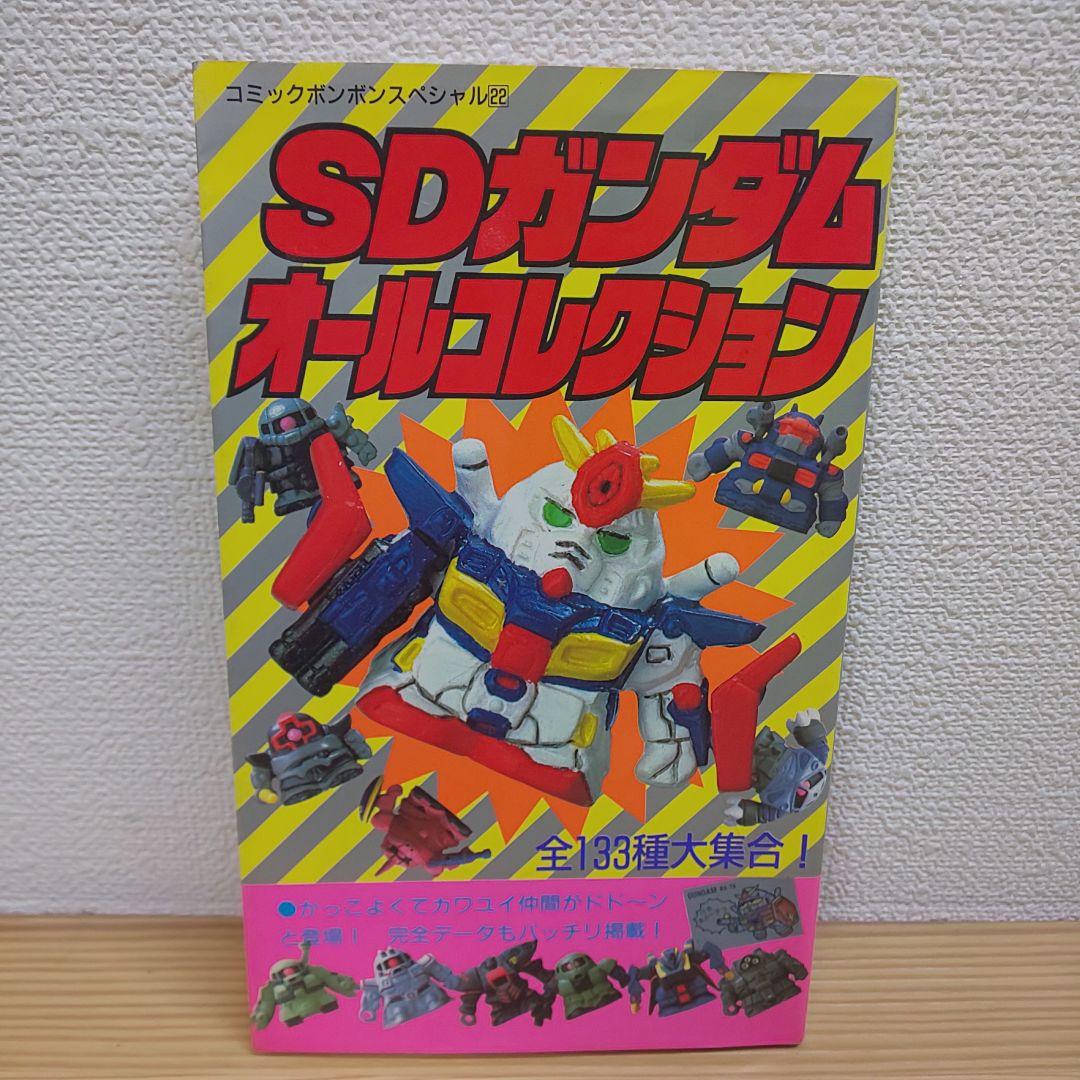 コミックボンボンスペシャル22
SDガンダム
オールコレクション
全133種大集合!
●かっこよくてカワユイ仲間がドド〜ン
と登場! 完全データもバッチリ掲載!